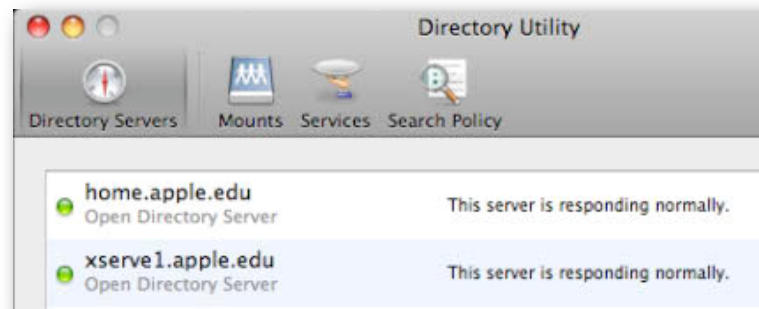 Directory Utility
Directory Servers Mounts Services Search Policy
home.apple.edu
Open Directory Server
This server is responding normally.
xserve1.apple.edu
Open Directory Server
This server is responding normally.